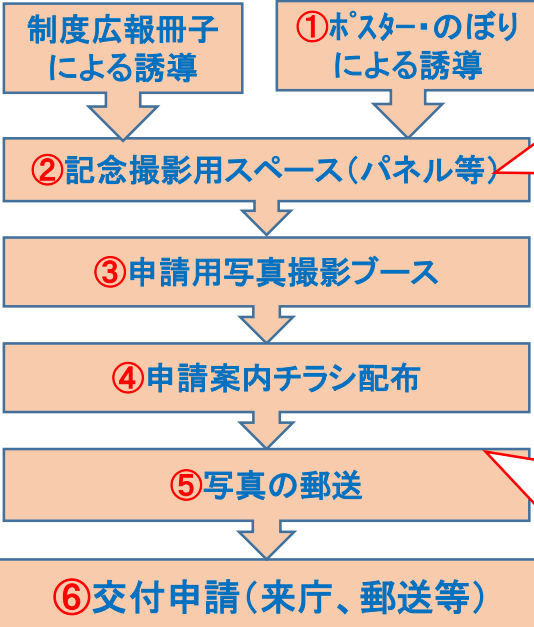 制度広報冊子
による誘導
①ﾎﾟｽﾀｰ・のぼり
による誘導
②記念撮影用スペース（パネル等）
③申請用写真撮影ブース
④申請案内チラシ配布
⑤写真の郵送
⑥交付申請（来庁、郵送等）